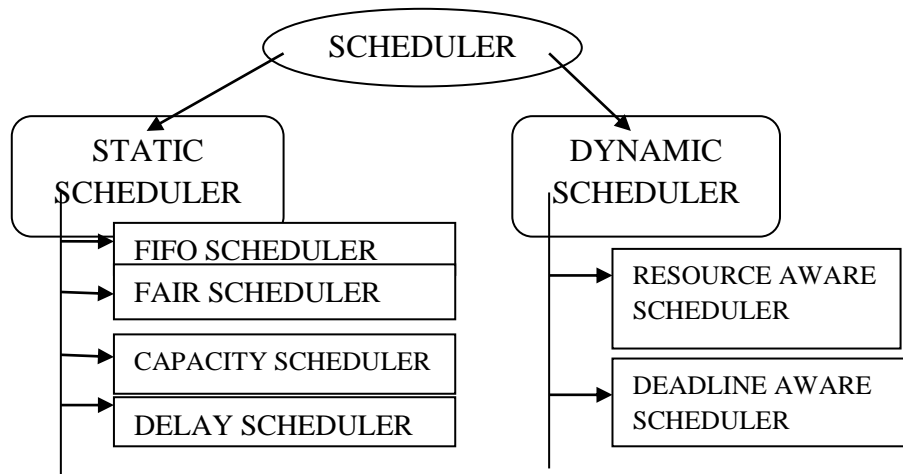 SCHEDULER
STATIC
SCHEDULER
FIFO SCHEDULER
FAIR SCHEDULER
CAPACITY SCHEDULER
DELAY SCHEDULER
DYNAMIC
SCHEDULER
RESOURCE AWARE
SCHEDULER
DEADLINE AWARE
SCHEDULER